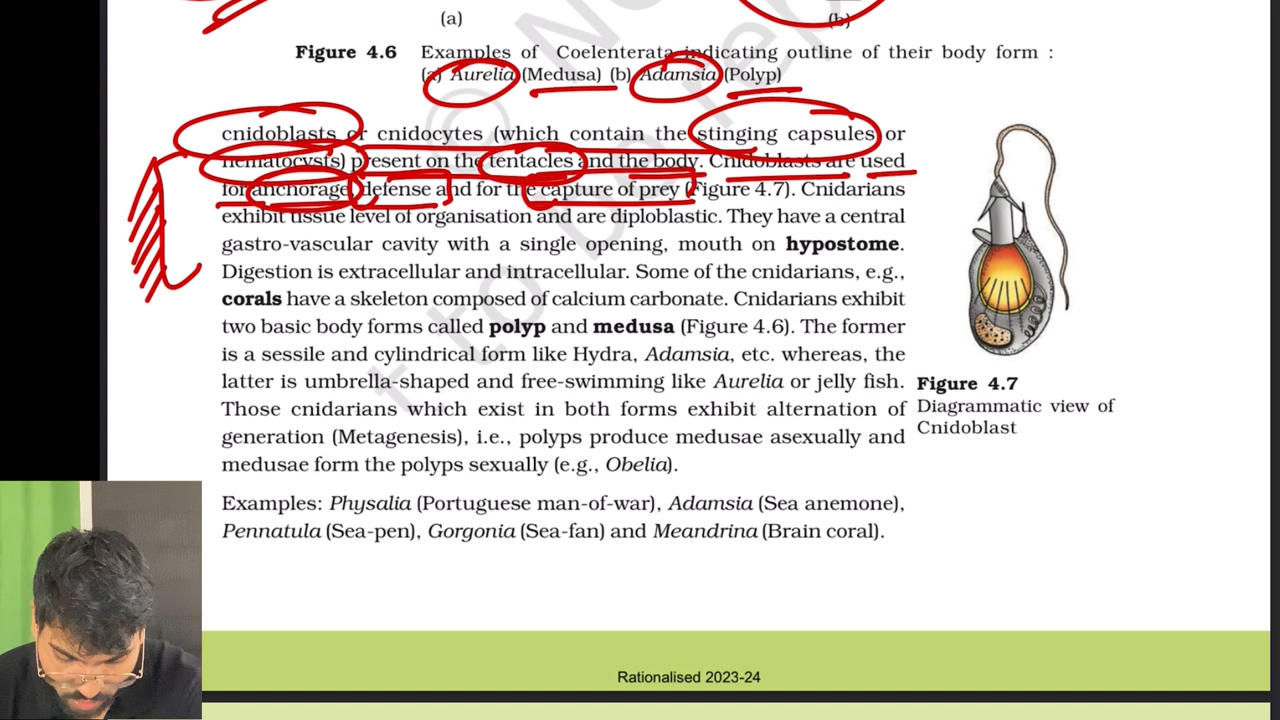 (a) (b)
Figure 4.6 Examples of Coelenterata indicating outline of their body form :
(a) Aurelia (Medusa) (b) Adamsia (Polyp)
cnidoblasts or cnidocytes (which contain the stinging capsules or
nematocysts) present on the tentacles and the body. Cnidoblasts are used
for anchorage, defense and for the capture of prey (Figure 4.7). Cnidarians
exhibit tissue level of organisation and are diploblastic. They have a central
gastro-vascular cavity with a single opening, mouth on hypostome.
Digestion is extracellular and intracellular. Some of the cnidarians, e.g.,
corals have a skeleton composed of calcium carbonate. Cnidarians exhibit
two basic body forms called polyp and medusa (Figure 4.6). The former
is a sessile and cylindrical form like Hydra, Adamsia, etc. whereas, the
latter is umbrella-shaped and free-swimming like Aurelia or jelly fish.
Those cnidarians which exist in both forms exhibit alternation of
generation (Metagenesis), i.e., polyps produce medusae asexually and
medusae form the polyps sexually (e.g., Obelia).
Examples: Physalia (Portuguese man-of-war), Adamsia (Sea anemone),
Pennatula (Sea-pen), Gorgonia (Sea-fan) and Meandrina (Brain coral).
Figure 4.7
Diagrammatic view of
Cnidoblast
Rationalised 2023-24